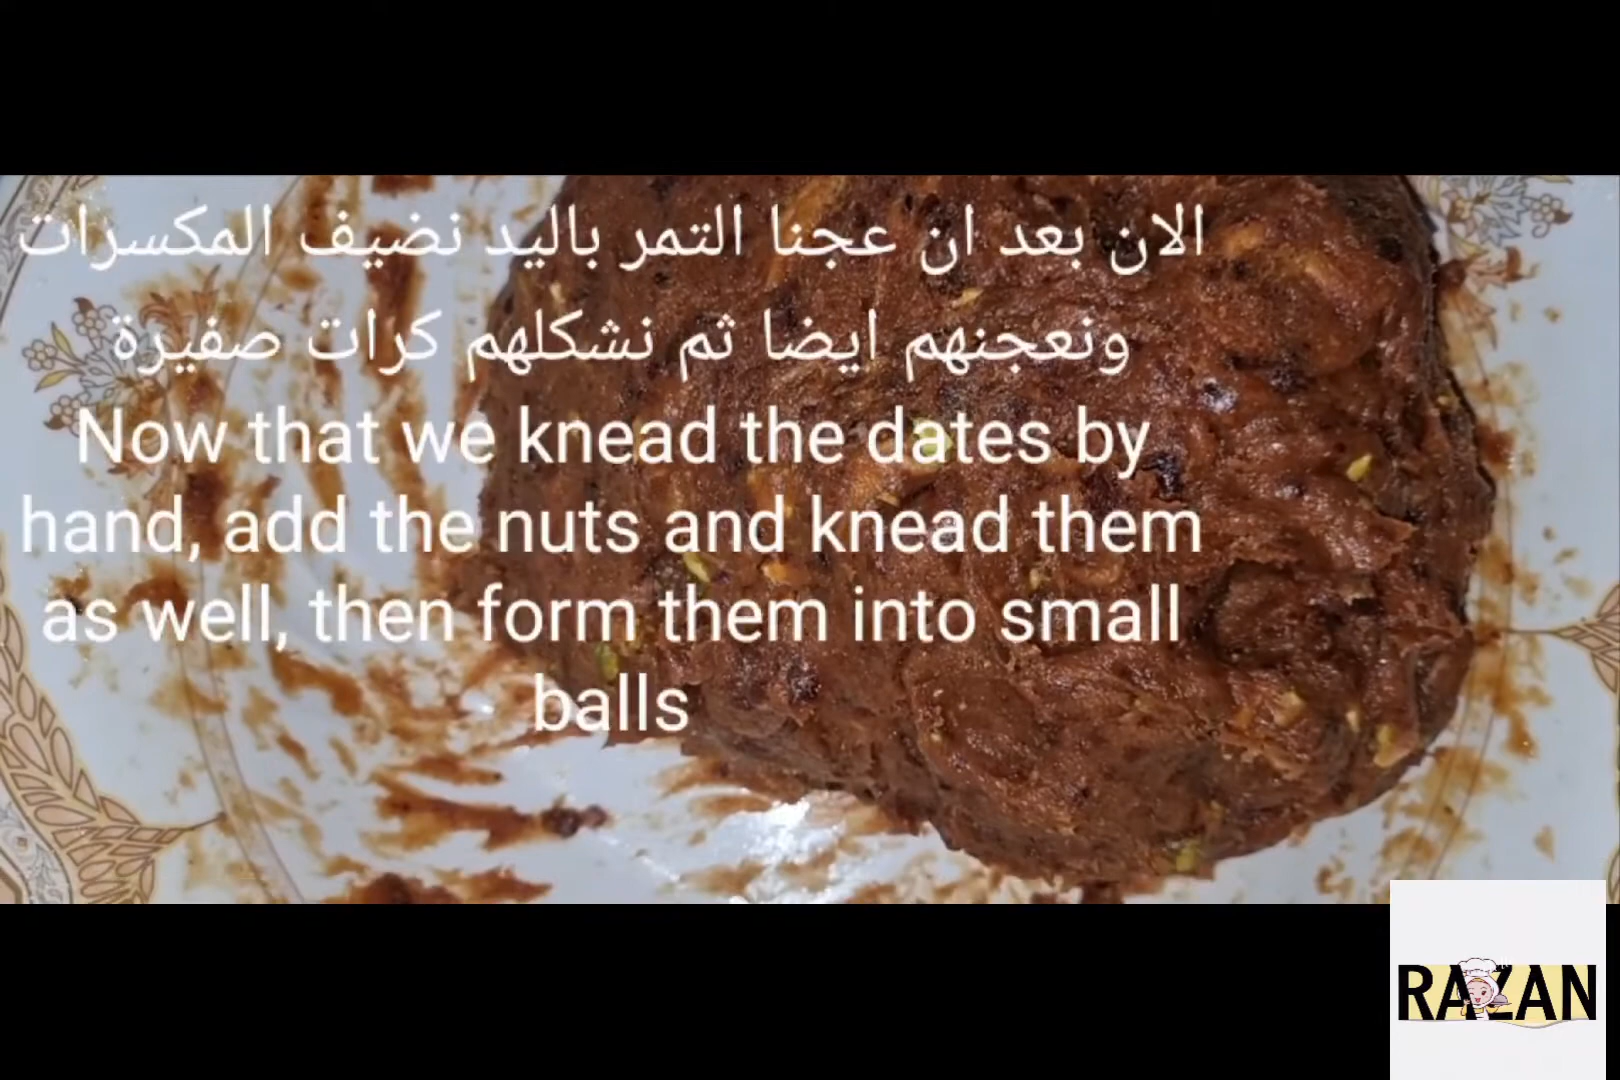 الان بعد ان عجنا التمر باليد نضيف المكسرات
ونعجنهم ايضا ثم نشكلهم كرات صفيرة
Now that we knead the dates by
hand, add the nuts and knead them
as well, then form them into small
balls
RAZAN